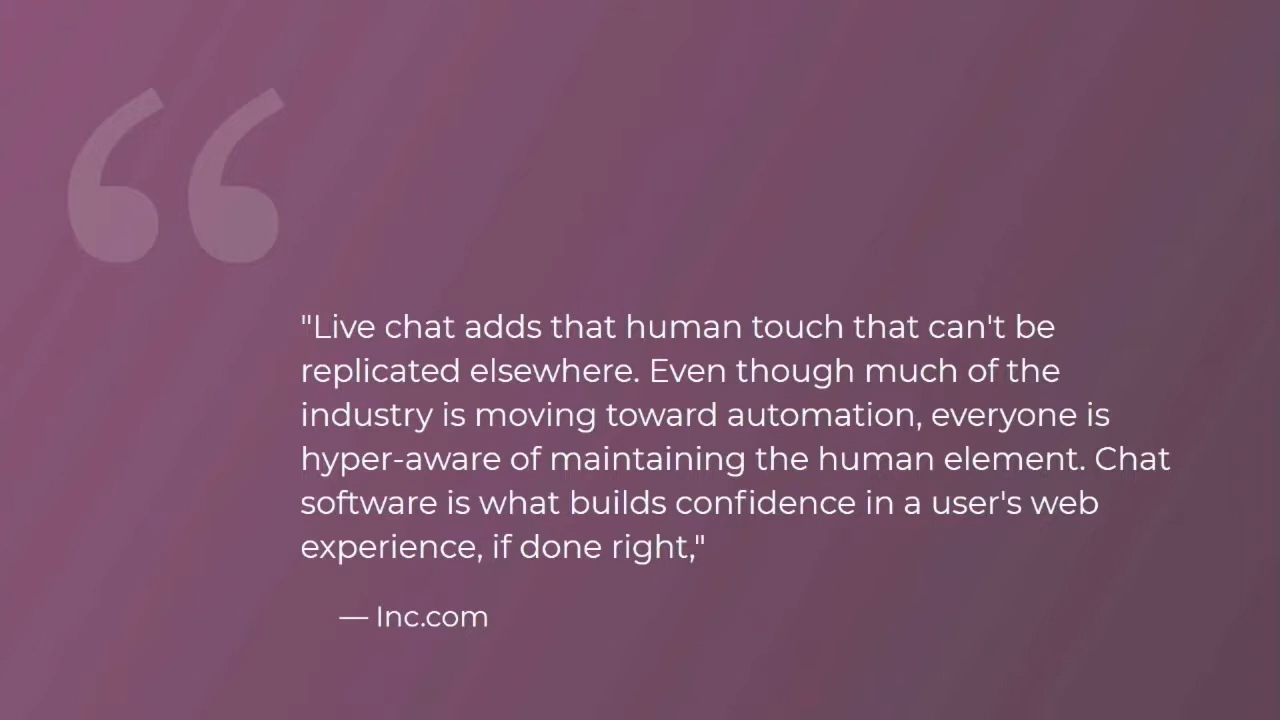 "Live chat adds that human touch that can't be
replicated elsewhere. Even though much of the
industry is moving toward automation, everyone is
hyper-aware of maintaining the human element. Chat
software is what builds confidence in a user's web
experience, if done right,"
— Inc.com